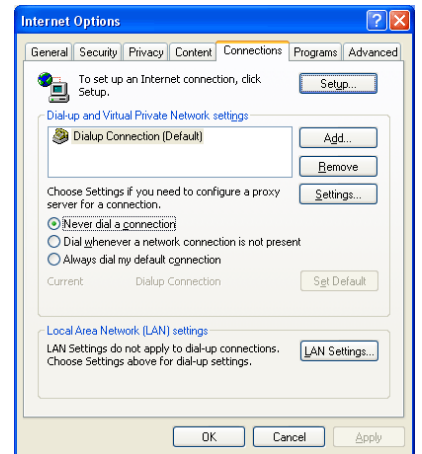 Internet Options
General Security Privacy Content Connections Programs Advanced
To set up an Internet connection, click
Setup.
Setup...
Dial-up and Virtual Private Network settings
Dialup Connection (Default)
Add...
Remove
Choose Settings if you need to configure a proxy
server for a connection.
Settings...
Never dial a connection
Dial whenever a network connection is not present
Always dial my default connection
Current Dialup Connection
Set Default
Local Area Network (LAN) settings
LAN Settings do not apply to dial-up connections.
Choose Settings above for dial-up settings.
LAN Settings...
OK Cancel Apply